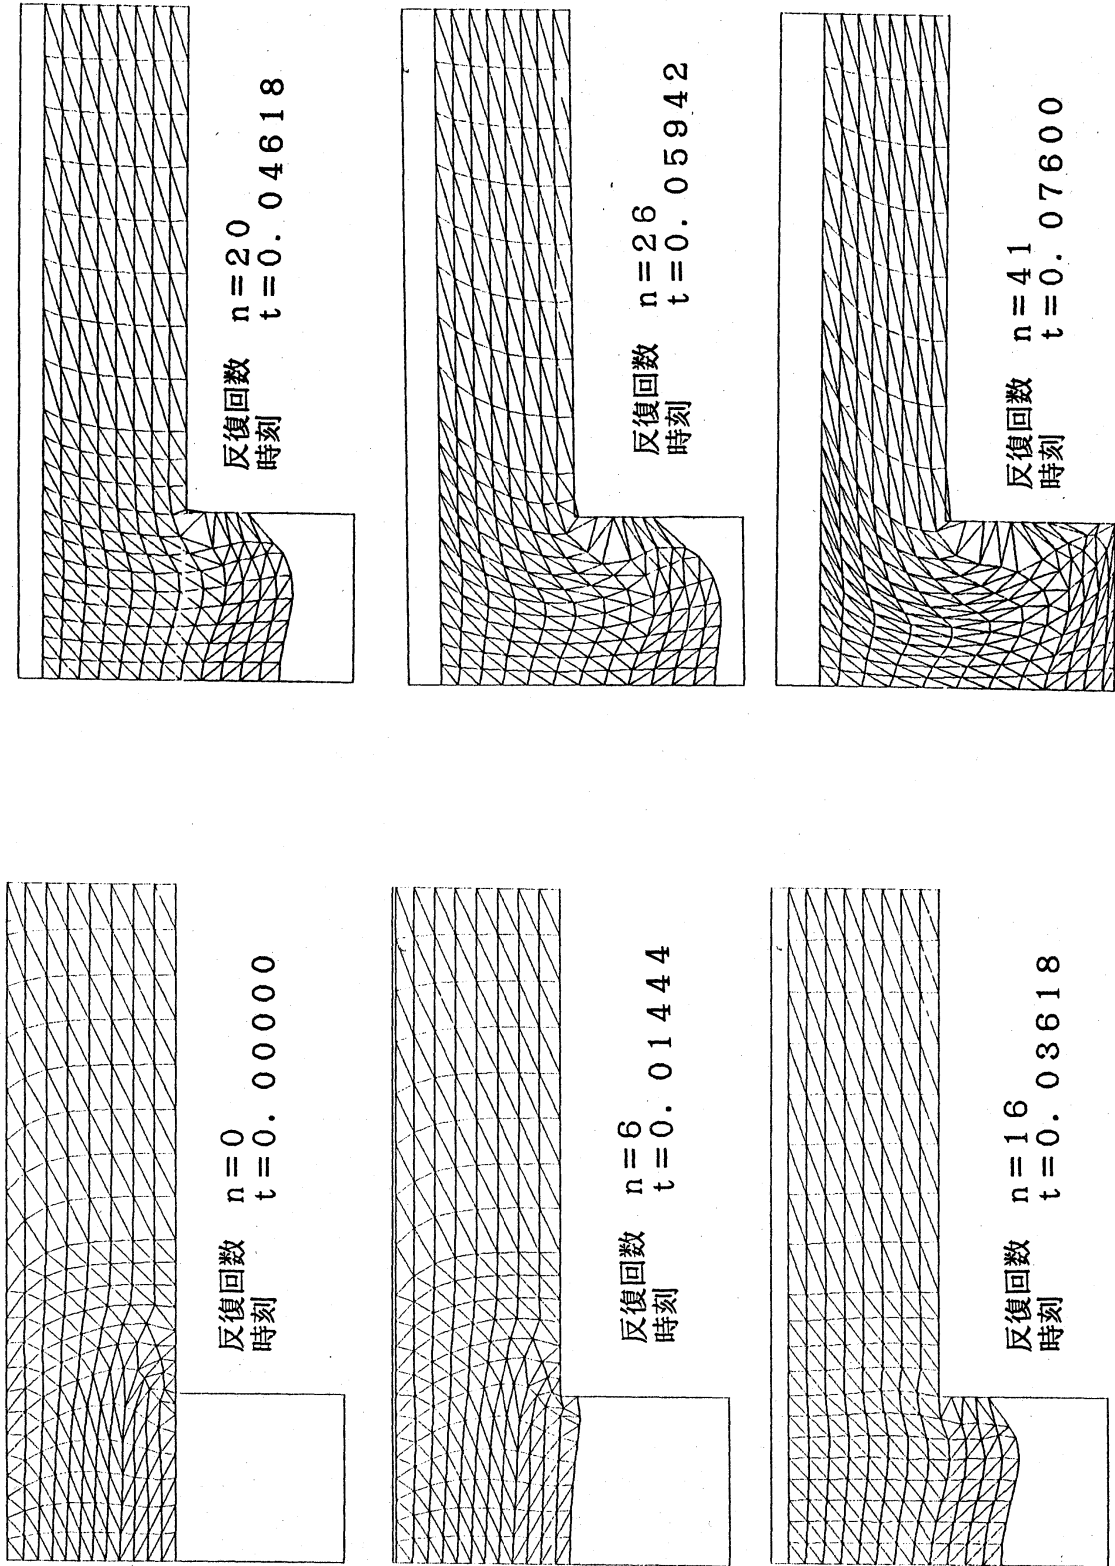 反復回数 n=0
時刻 t=0.00000
反復回数 n=6
時刻 t=0.01444
反復回数 n=16
時刻 t=0.03618
反復回数 n=20
時刻 t=0.04618
反復回数 n=26
時刻 t=0.05942
反復回数 n=41
時刻 t=0.07600